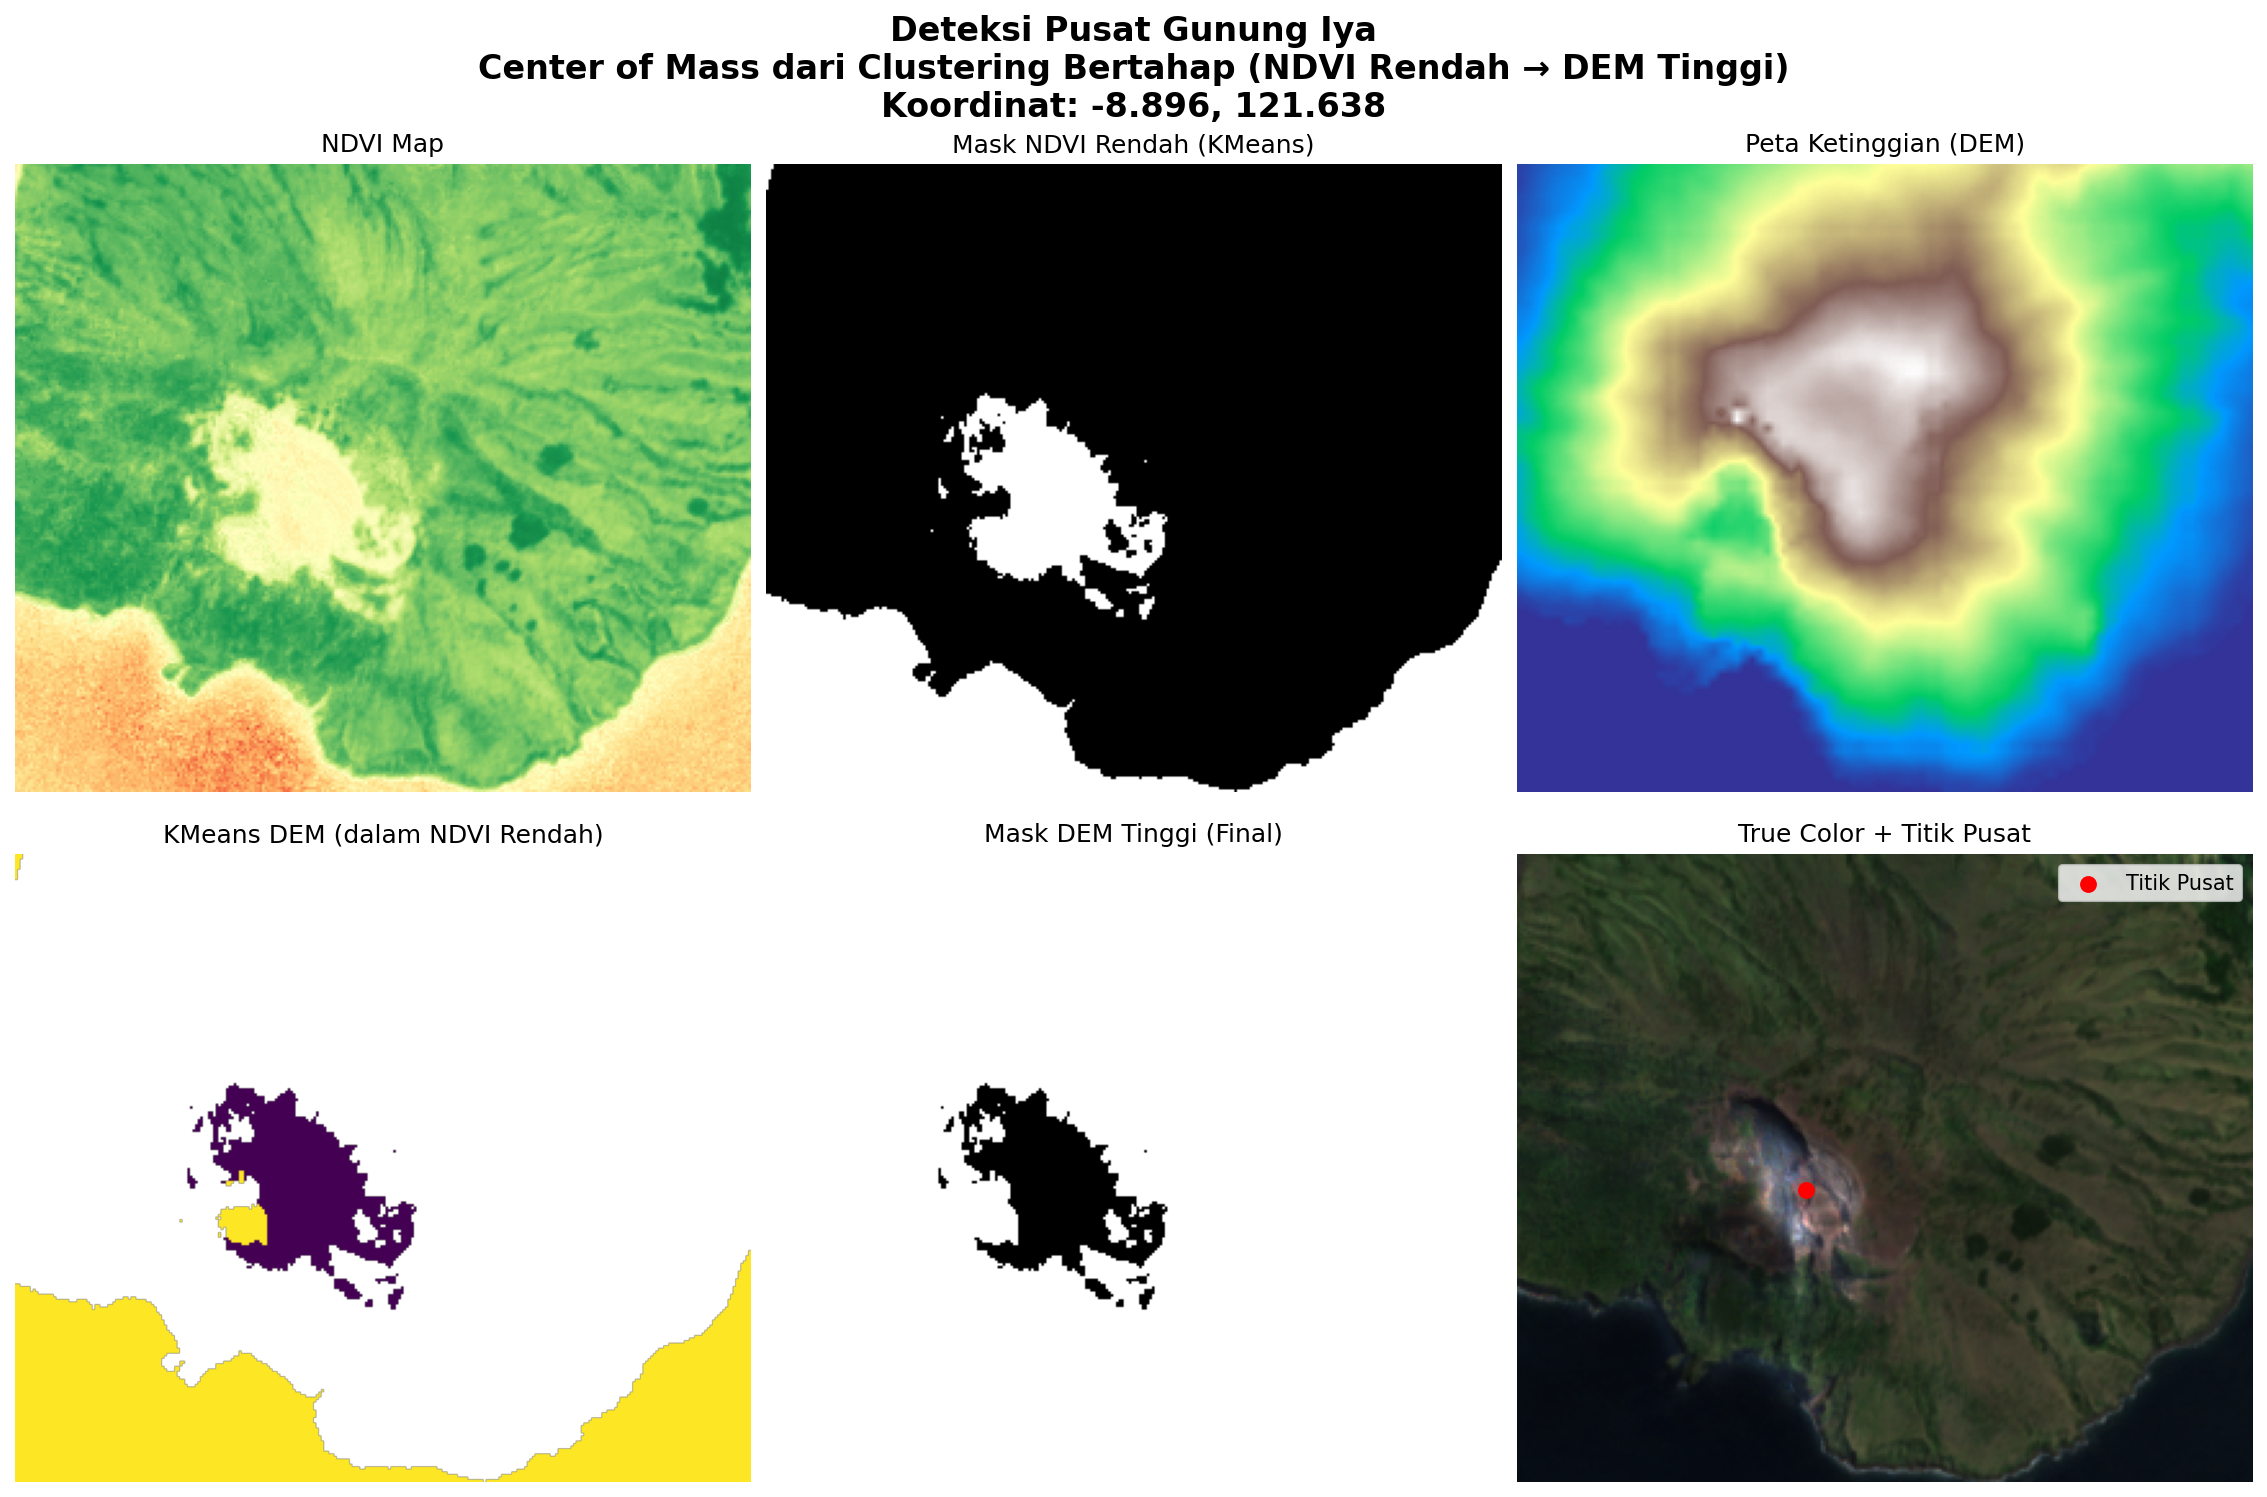 Deteksi Pusat Gunung Iya
Center of Mass dari Clustering Bertahap (NDVI Rendah → DEM Tinggi)
Koordinat: -8.896, 121.638
NDVI Map
Mask NDVI Rendah (KMeans)
Peta Ketinggian (DEM)
KMeans DEM (dalam NDVI Rendah)
Mask DEM Tinggi (Final)
True Color + Titik Pusat
Titik Pusat